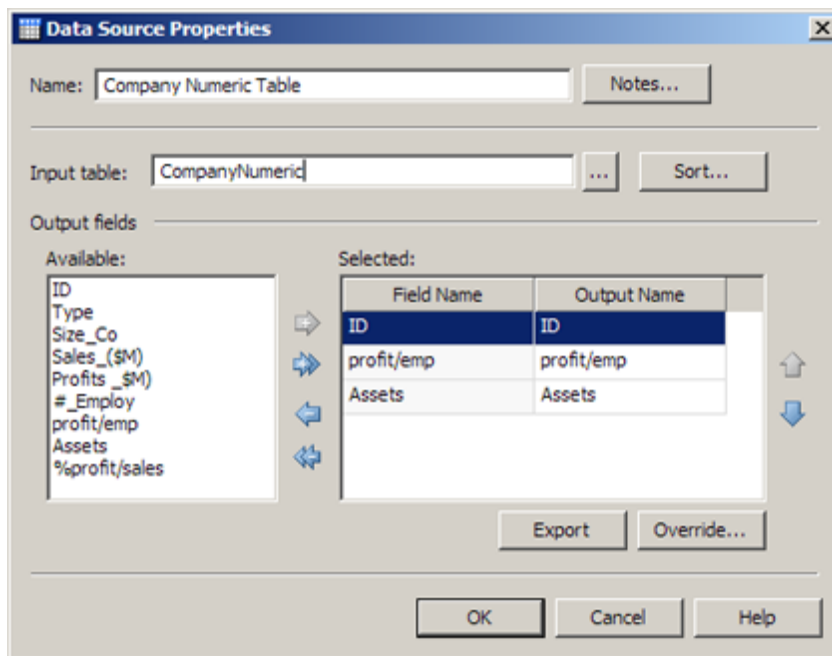 Data Source Properties
Name: Company Numeric Table Notes...
Input table: CompanyNumeric ... Sort...
Output fields
Available: Selected:
ID
Type
Size_Co
Sales_($M)
Profits _$M)
#_Employ
profit/emp
Assets
%profit/sales
Field Name Output Name
ID ID
profit/emp profit/emp
Assets Assets
Export Override...
OK Cancel Help